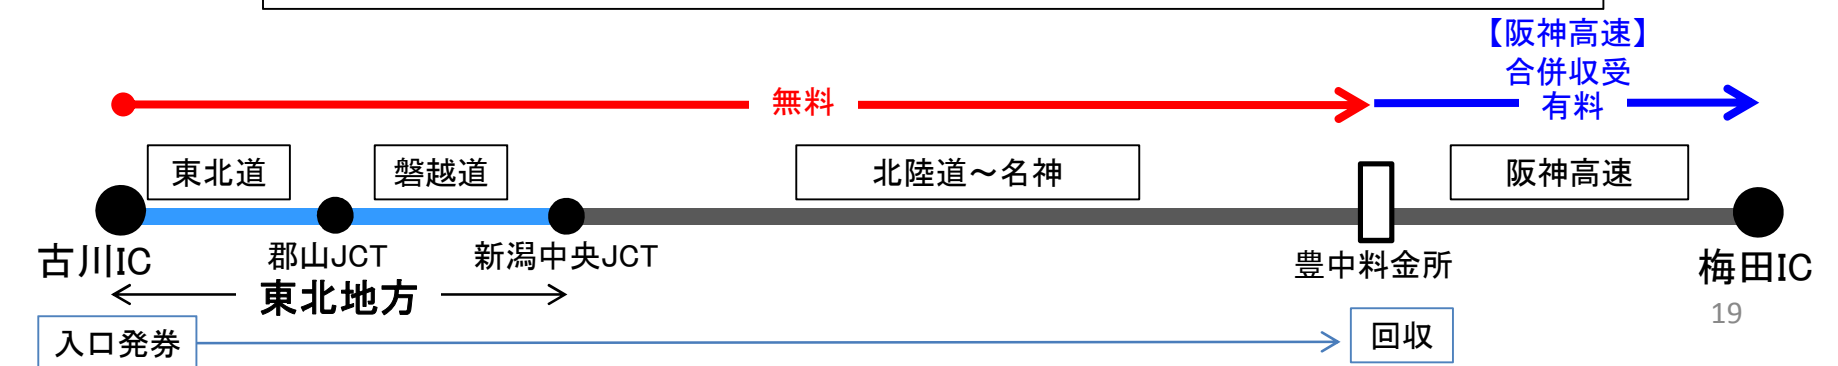 【阪神高速】
合併収受
無料
有料
東北道
磐越道
北陸道～名神
阪神高速
古川IC
郡山JCT
新潟中央JCT
豊中料金所
梅田IC
東北地方
19
入口発券
回収